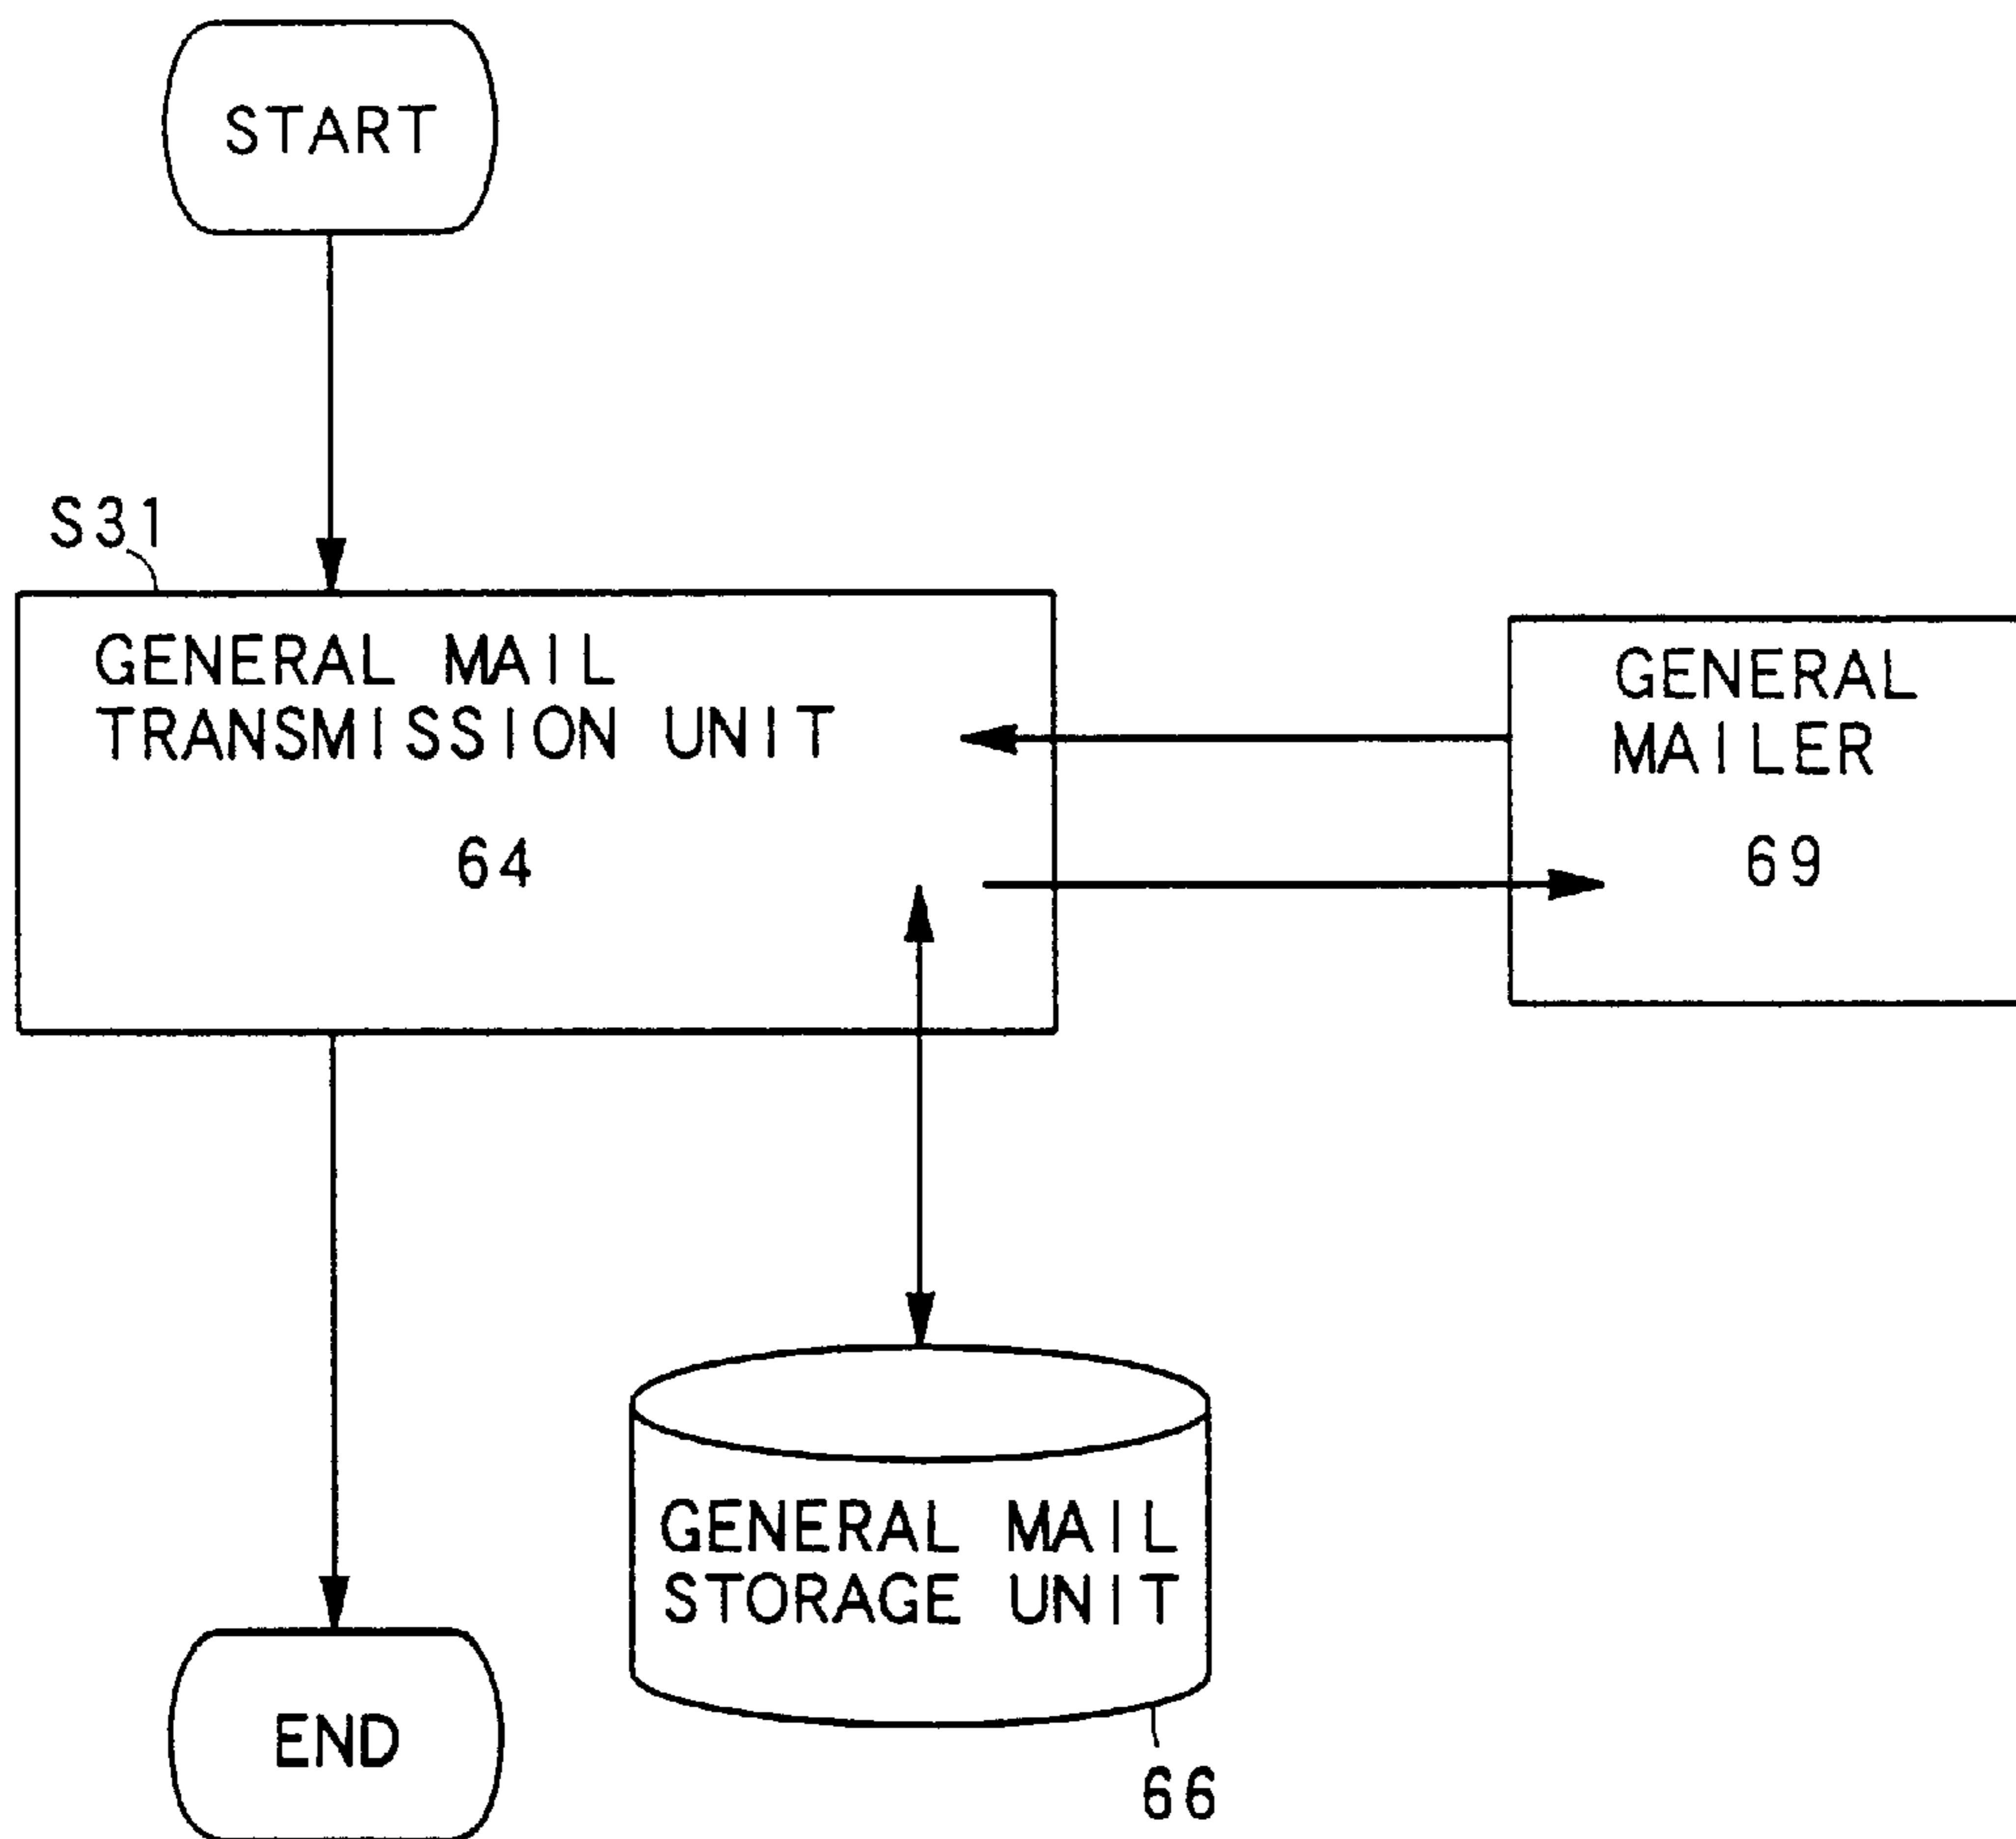 START
S31
GENERAL MAIL
TRANSMISSION UNIT
64
GENERAL
MAILER
69
GENERAL MAIL
STORAGE UNIT
66
END